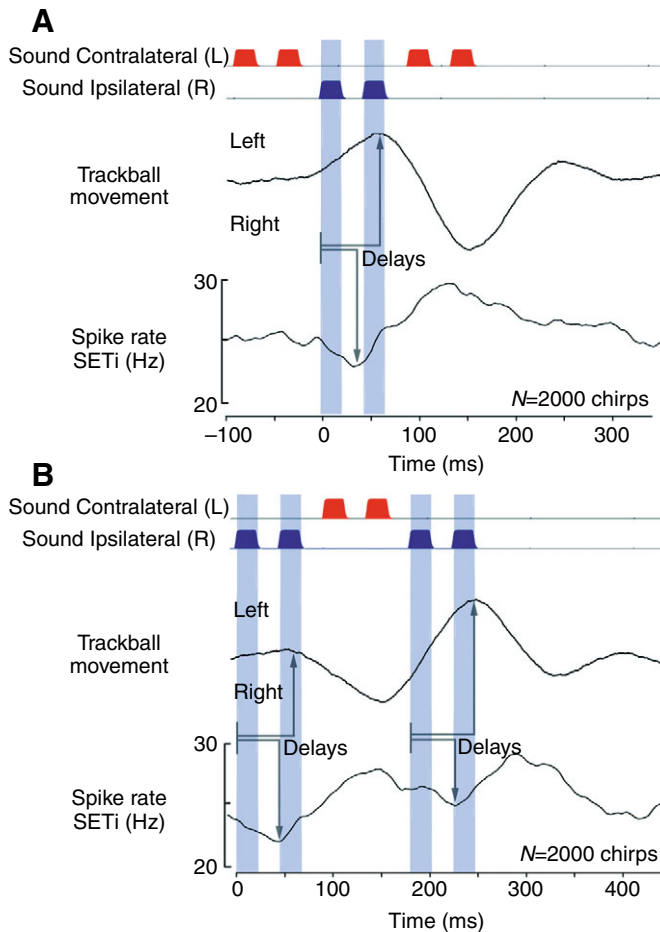 A
Sound Contralateral (L)
Sound Ipsilateral (R)
Left
Trackball
movement
Right
Delays
30
Spike rate
SETi (Hz)
20
N=2000 chirps
–100 0 100 200 300
Time (ms)
B
Sound Contralateral (L)
Sound Ipsilateral (R)
Left
Trackball
movement
Right
30
Delays Delays
Spike rate
SETi (Hz)
20
N=2000 chirps
0 100 200 300 400
Time (ms)